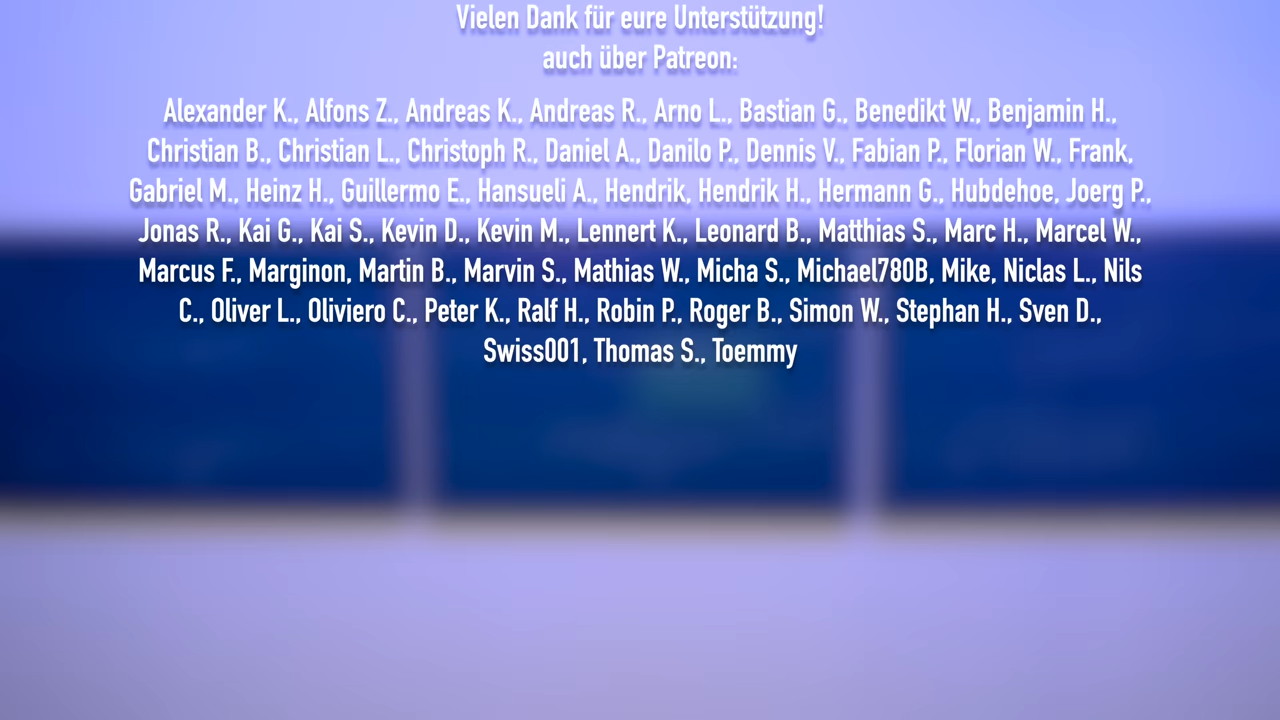 Vielen Dank für eure Unterstützung!
auch über Patreon:
Alexander K., Alfons Z., Andreas K., Andreas R., Arno L., Bastian G., Benedikt W., Benjamin H.,
Christian B., Christian L., Christoph R., Daniel A., Danilo P., Dennis V., Fabian P., Florian W., Frank,
Gabriel M., Heinz H., Guillermo E., Hansueli A., Hendrik, Hendrik H., Hermann G., Hubdehoe, Joerg P.,
Jonas R., Kai G., Kai S., Kevin D., Kevin M., Lennert K., Leonard B., Matthias S., Marc H., Marcel W.,
Marcus F., Marginon, Martin B., Marvin S., Mathias W., Micha S., Michael780B, Mike, Niclas L., Nils
C., Oliver L., Oliviero C., Peter K., Ralf H., Robin P., Roger B., Simon W., Stephan H., Sven D.,
Swiss001, Thomas S., Toemmy